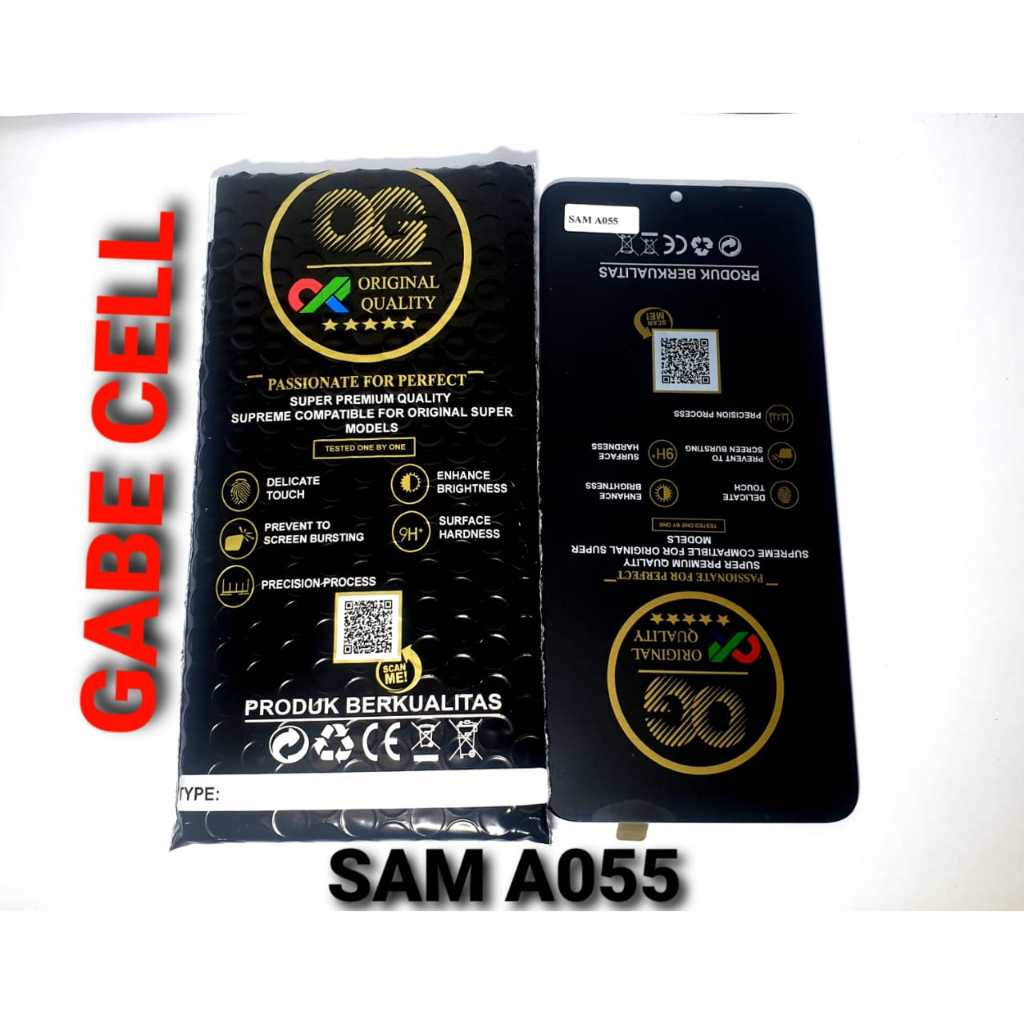 GABE CELL
OG
ORIGINAL
QUALITY
PASSIONATE FOR PERFECT
SUPER PREMIUM QUALITY
SUPREME COMPATIBLE FOR ORIGINAL SUPER
MODELS
TESTED ONE BY ONE
DELICATE
TOUCH
ENHANCE
BRIGHTNESS
PREVENT TO
SCREEN BURSTING
9H+
SURFACE
HARDNESS
PRECISION PROCESS
SCAN
ME!
PRODUK BERKUALITAS
CE
TYPE:
SAM A055
PRODUK BERKUALITAS
CE
SCAN
ME!
PRECISION PROCESS
PREVENT TO
SCREEN BURSTING
9H+
SURFACE
HARDNESS
DELICATE
TOUCH
ENHANCE
BRIGHTNESS
TESTED ONE BY ONE
SUPREME COMPATIBLE FOR ORIGINAL SUPER
MODELS
SUPER PREMIUM QUALITY
PASSIONATE FOR PERFECT
ORIGINAL
QUALITY
OG
SAM A055